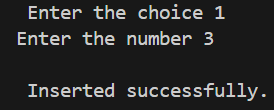 Enter the choice 1
Enter the number 3
Inserted successfully.